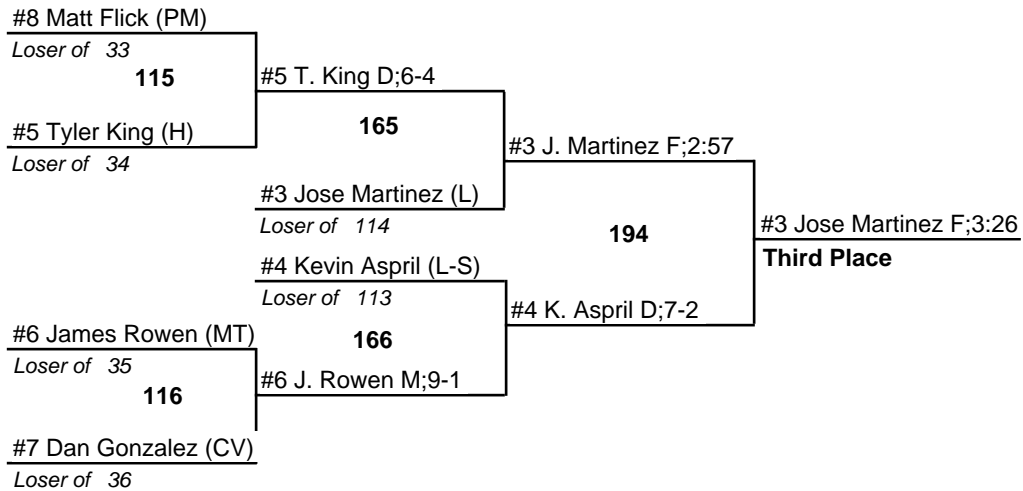 #8 Matt Flick (PM)
Loser of 33
115
#5 T. King D;6-4
#5 Tyler King (H)
Loser of 34
165
#3 J. Martinez F;2:57
#3 Jose Martinez (L)
Loser of 114
194
#3 Jose Martinez F;3:26
Third Place
#4 Kevin Aspril (L-S)
Loser of 113
#4 K. Aspril D;7-2
#6 James Rowen (MT)
Loser of 35
166
116
#6 J. Rowen M;9-1
#7 Dan Gonzalez (CV)
Loser of 36